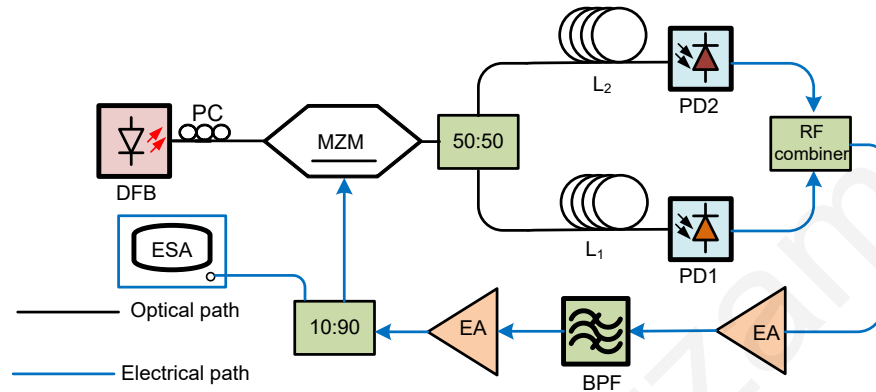 L₂
PD2
PC
MZM
50:50
RF
combiner
DFB
ESA
L₁
PD1
Optical path
10:90
EA
BPF
EA
Electrical path